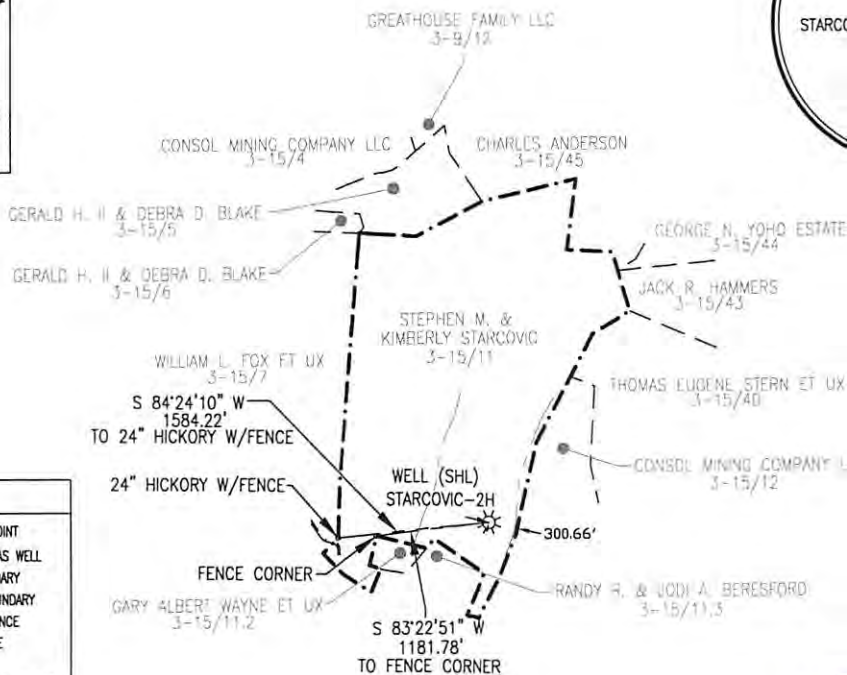 GREATHOUSE FAMILY LLC
3-9/12
STARCO
CONSOL MINING COMPANY LLC
3-15/4
CHARLES ANDERSON
3-15/45
GERALD H. II & DEBRA D. BLAKE
3-15/5
GEORGE N. YOHO ESTATE
3-15/44
GERALD H. II & DEBRA D. BLAKE
3-15/6
JACK R. HAMMERS
3-15/43
STEPHEN M. &
KIMBERLY STARCOVIC
3-15/11
WILLIAM L. FOX ET UX
3-15/7
THOMAS EUGENE STERN ET UX
3-15/40
S 84°24'10" W
1584.22'
TO 24" HICKORY W/FENCE
CONSOL MINING COMPANY L
3-15/12
24" HICKORY W/FENCE
WELL (SHL)
STARCOVIC-2H
300.66'
FENCE CORNER
RANDY R. & JODI A. BERESFORD
3-15/11.3
GARY ALBERT WAYNE ET UX
3-15/11.2
S 83°22'51" W
1181.78'
TO FENCE CORNER
OINT
AS WELL
DARY
UNDARY
NCE
E